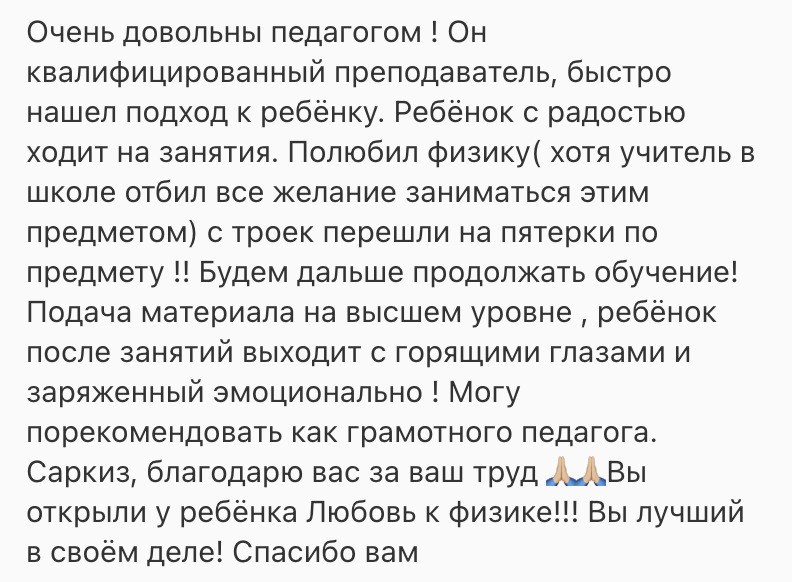 Очень довольны педагогом ! Он
квалифицированный преподаватель, быстро
нашел подход к ребёнку. Ребёнок с радостью
ходит на занятия. Полюбил физику( хотя учитель в
школе отбил все желание заниматься этим
предметом) с троек перешли на пятерки по
предмету !! Будем дальше продолжать обучение!
Подача материала на высшем уровне , ребёнок
после занятий выходит с горящими глазами и
заряженный эмоционально ! Могу
порекомендовать как грамотного педагога.
Саркиз, благодарю вас за ваш труд 🙏🏼🙏🏼Вы
открыли у ребёнка Любовь к физике!!! Вы лучший
в своём деле! Спасибо вам